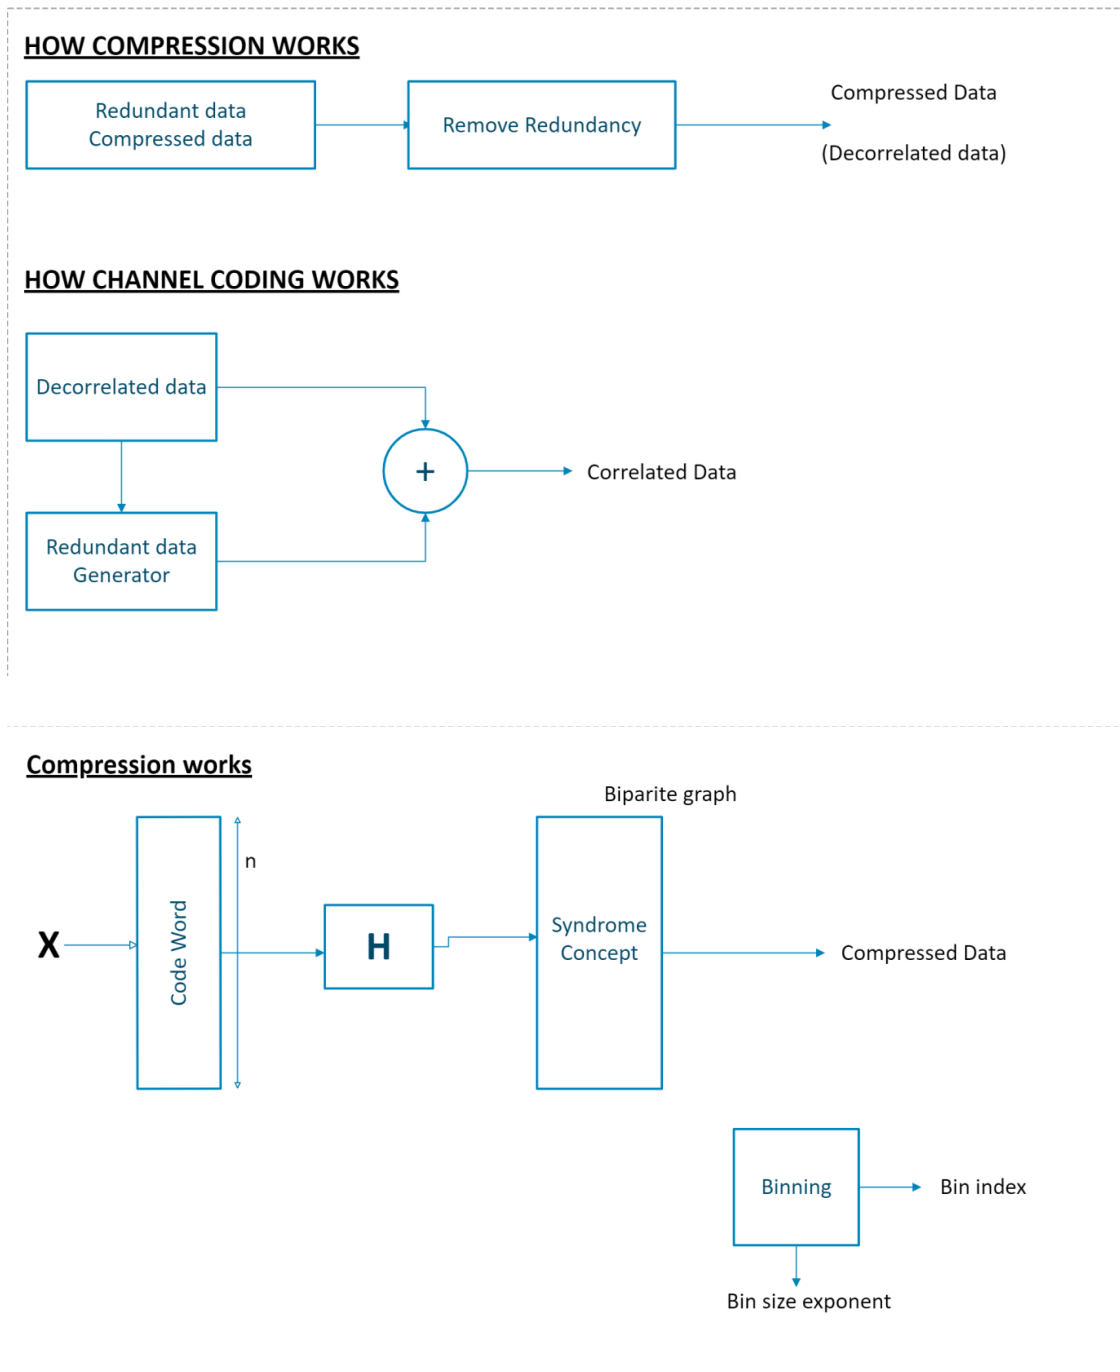 HOW COMPRESSION WORKS
Redundant data
Compressed data
Remove Redundancy
Compressed Data
(Decorrelated data)
HOW CHANNEL CODING WORKS
Decorrelated data
+
Correlated Data
Redundant data
Generator
Compression works
Biparite graph
n
X
Code Word
H
Syndrome
Concept
Compressed Data
Binning
Bin index
Bin size exponent